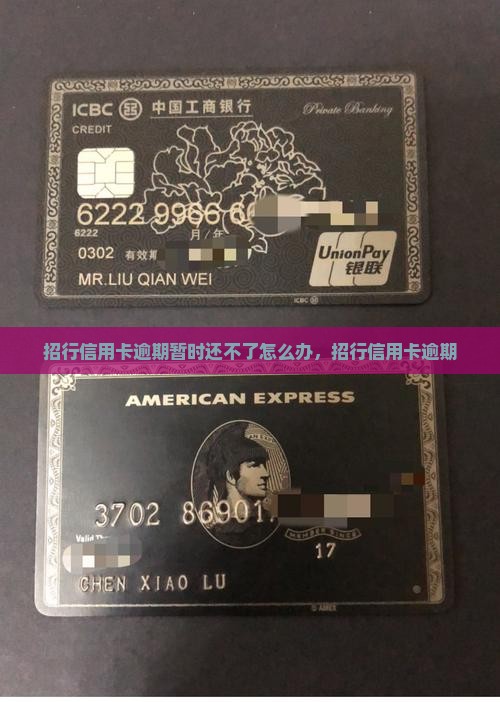 ICBC 中国工商银行
Private Banking
CREDIT
6222 9966 6
6222
月/年
0302 有效期
MR.LIU QIAN WEI
UnionPay
银联
ICBC
招行信用卡逾期暂时还不了怎么办，招行信用卡逾期
AMERICAN EXPRESS
3702 86901
Valid Th
MEMBER SINCE
17
CHEN XIAO LU
© AMEX